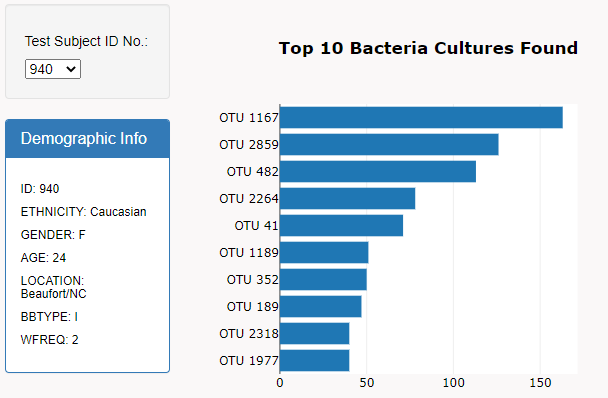 Test Subject ID No.:
940
Demographic Info
ID: 940
ETHNICITY: Caucasian
GENDER: F
AGE: 24
LOCATION:
Beaufort/NC
BBTYPE: I
WFREQ: 2
Top 10 Bacteria Cultures Found
OTU 1167
OTU 2859
OTU 482
OTU 2264
OTU 41
OTU 1189
OTU 352
OTU 189
OTU 2318
OTU 1977
0 50 100 150